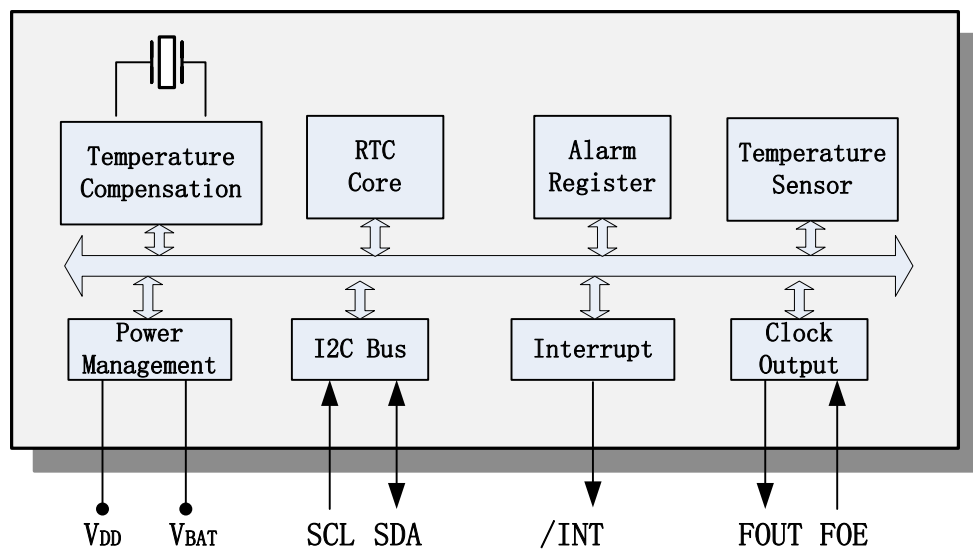 Temperature
Compensation
RTC
Core
Alarm
Register
Temperature
Sensor
Power
Management
I2C Bus
Interrupt
Clock
Output
VDD
VBAT
SCL
SDA
/INT
FOUT
FOE